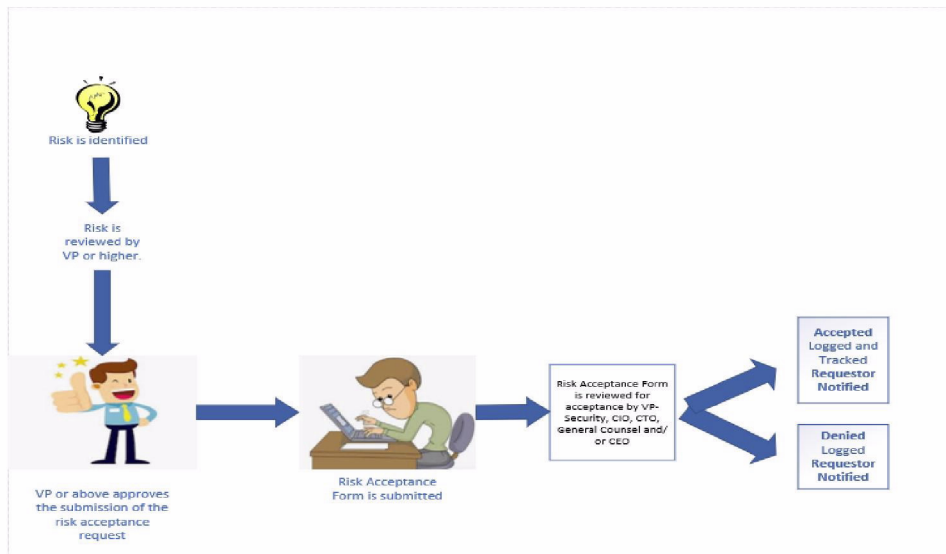 Risk is identified
Risk is
reviewed by
VP or higher.
VP or above approves
the submission of the
risk acceptance
request
Risk Acceptance
Form is submitted
Risk Acceptance Form
is reviewed for
acceptance by VP-
Security, CIO, CTO,
General Counsel and/
or CEO
Accepted
Logged and
Tracked
Requestor
Notified
Denied
Logged
Requestor
Notified